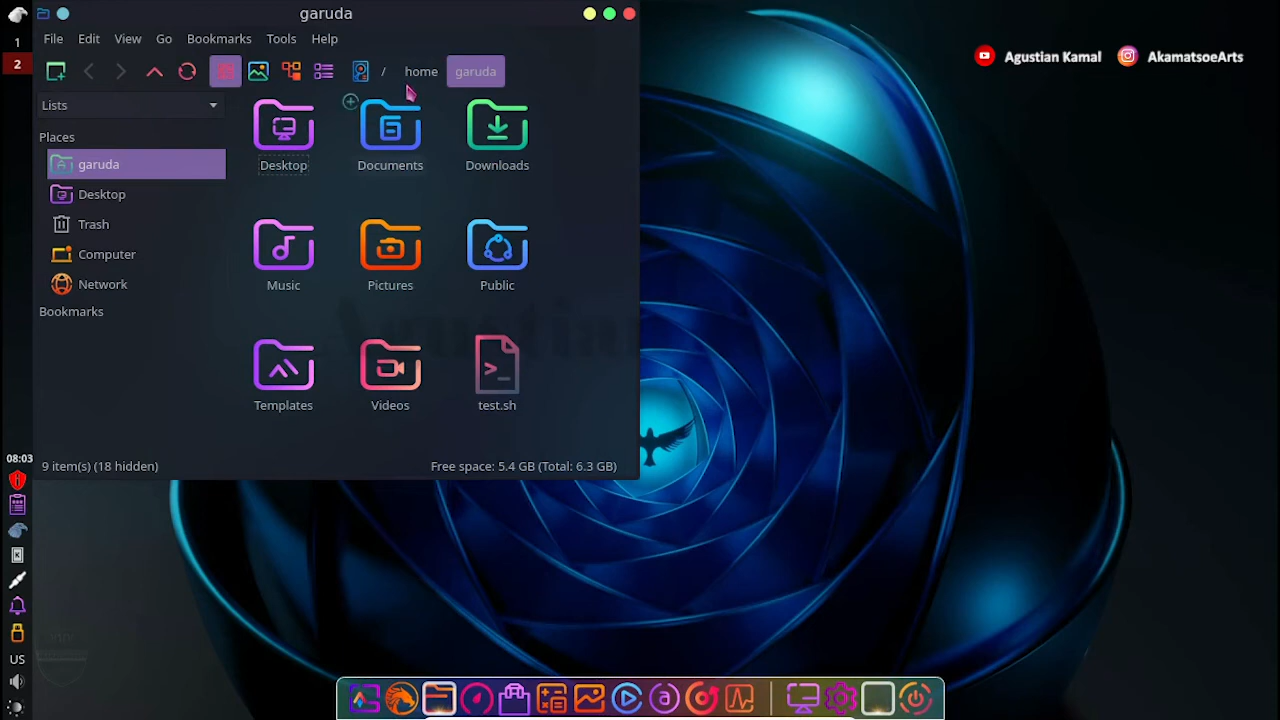 garuda
1
2
File Edit View Go Bookmarks Tools Help
/ home garuda
Lists
Places
garuda
Desktop
Trash
Computer
Network
Bookmarks
Desktop Documents Downloads
Music Pictures Public
Templates Videos test.sh
9 item(s) (18 hidden) Free space: 5.4 GB (Total: 6.3 GB)
08:03
US
Agustian Kamal AkamatsoeArts
Agustian